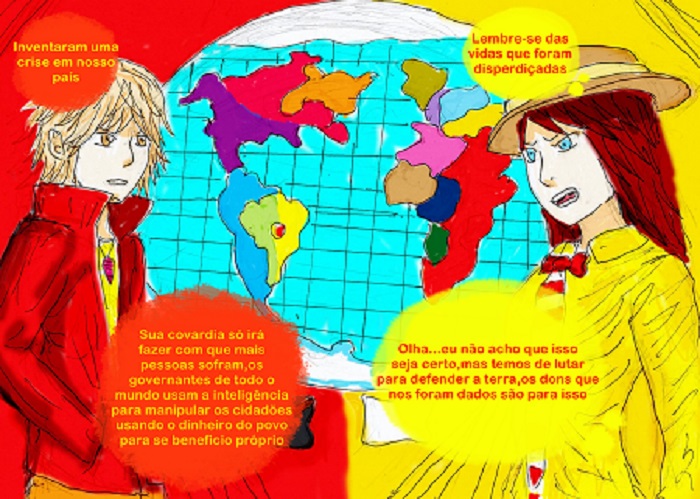 Inventaram uma
crise em nosso
país
Lembre-se das
vidas que foram
disperdiçadas
Sua covardia só irá
fazer com que mais
pessoas sofram,os
governantes de todo o
mundo usam a inteligência
para manipular os cidadões
usando o dinheiro do povo
para se beneficio próprio
Olha...eu não acho que isso
seja certo,mas temos de lutar
para defender a terra,os dons que
nos foram dados são para isso